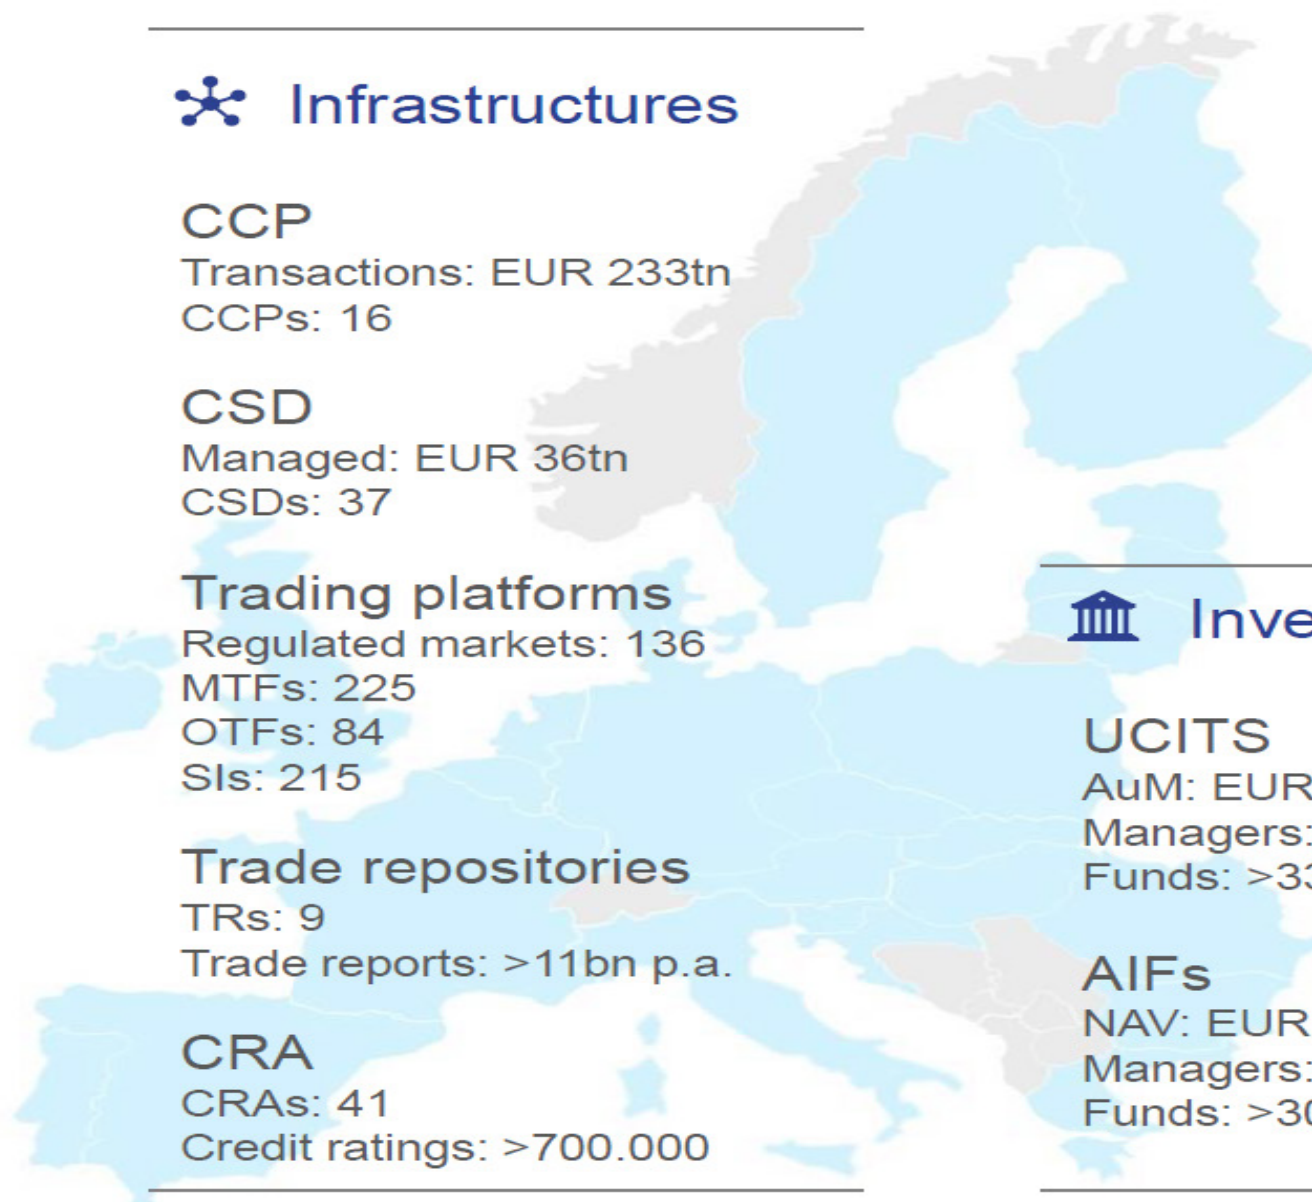 Infrastructures
CCP
Transactions: EUR 233tn
CCPs: 16
CSD
Managed: EUR 36tn
CSDs: 37
Trading platforms
Regulated markets: 136
MTFs: 225
OTFs: 84
SIs: 215
Trade repositories
TRs: 9
Trade reports: >11bn p.a.
CRA
CRAs: 41
Credit ratings: >700.000
UCITS
AuM: EUR
Managers:
Funds:
AIFs
NAV: EUR
Managers:
Funds: